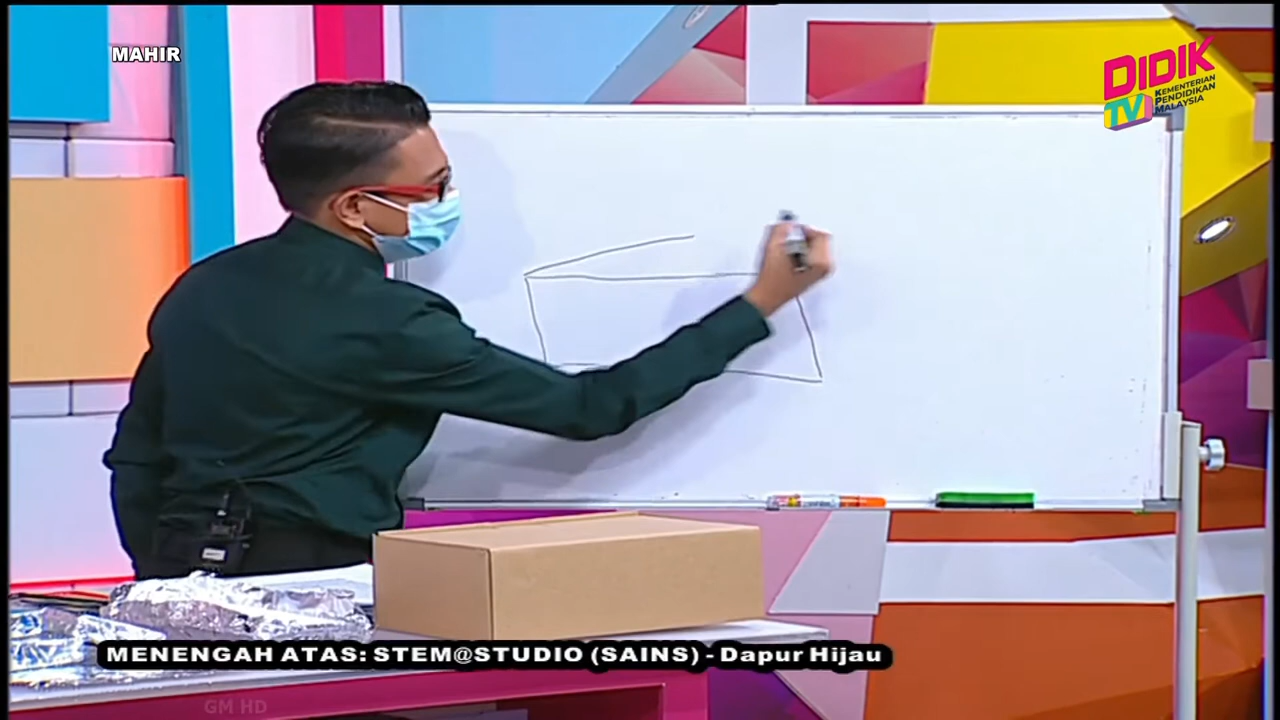 MAHIR
DIDIK
TV
KEMENTERIAN
PENDIDIKAN
MALAYSIA
MENENGAH ATAS: STEM@STUDIO (SAINS) - Dapur Hijau
GM HD